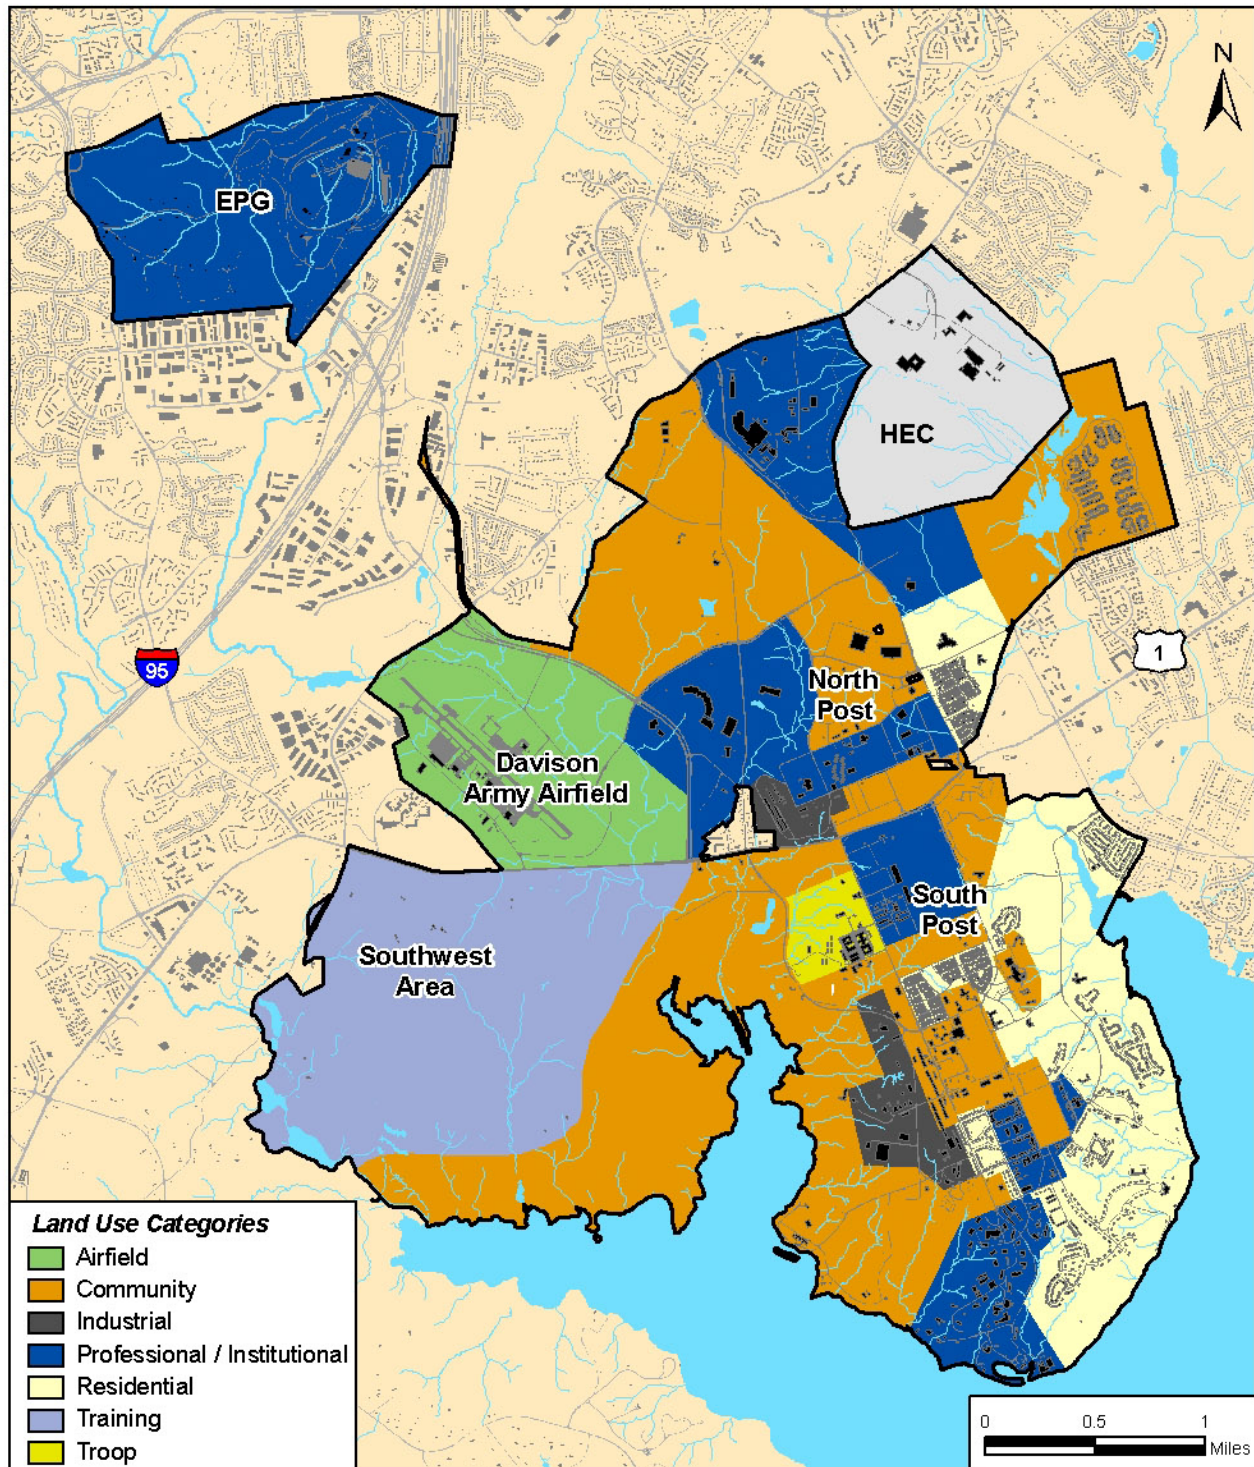 N
EPG
HEC
95
1
North
Post
Davison
Army Airfield
South
Post
Southwest
Area
Land Use Categories
Airfield
Community
Industrial
Professional / Institutional
Residential
Training
Troop
0 0.5 1
Miles